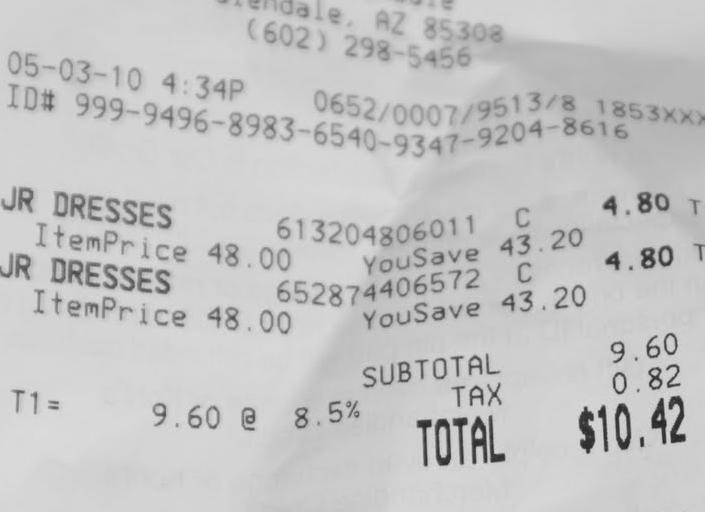 Glendale, AZ 85308
(602) 298-5456
05-03-10 4:34P 0652/0007/9513/8 1853XXX
ID# 999-9496-8983-6540-9347-9204-8616
JR DRESSES 613204806011 C 4.80 T
ItemPrice 48.00 YouSave 43.20
JR DRESSES 652874406572 C 4.80 T
ItemPrice 48.00 YouSave 43.20
SUBTOTAL 9.60
TAX 0.82
T1= 9.60 @ 8.5%
TOTAL $10.42